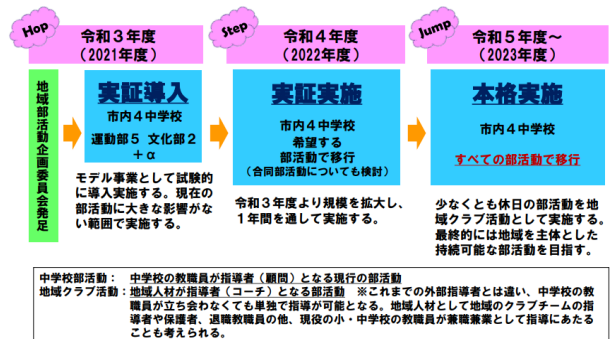 Hop
令和３年度
（2021年度）
Step
令和４年度
（2022年度）
Jump
令和５年度～
（2023年度）
地域部活動企画委員会発足
実証導入
市内４中学校
運動部５ 文化部２
＋α
モデル事業として試験的
に導入実施する。現在の
部活動に大きな影響がな
い範囲で実施する。
実証実施
市内４中学校
希望する
部活動で移行
（合同部活動についても検討）
令和３年度より規模を拡大し、
１年間を通して実施する。
本格実施
市内４中学校
すべての部活動で移行
少なくとも休日の部活動を地
域クラブ活動として実施する。
最終的には地域を主体とした
持続可能な部活動を目指す。
中学校部活動： 中学校の教職員が指導者（顧問）となる現行の部活動
地域クラブ活動：地域人材が指導者（コーチ）となる部活動 ※これまでの外部指導者とは違い、中学校の教
職員が立ち会わなくても単独で指導が可能となる。地域人材として地域のクラブチームの指
導者や保護者、退職教職員の他、現役の小・中学校の教職員が兼職兼業として指導にあたる
ことも考えられる。